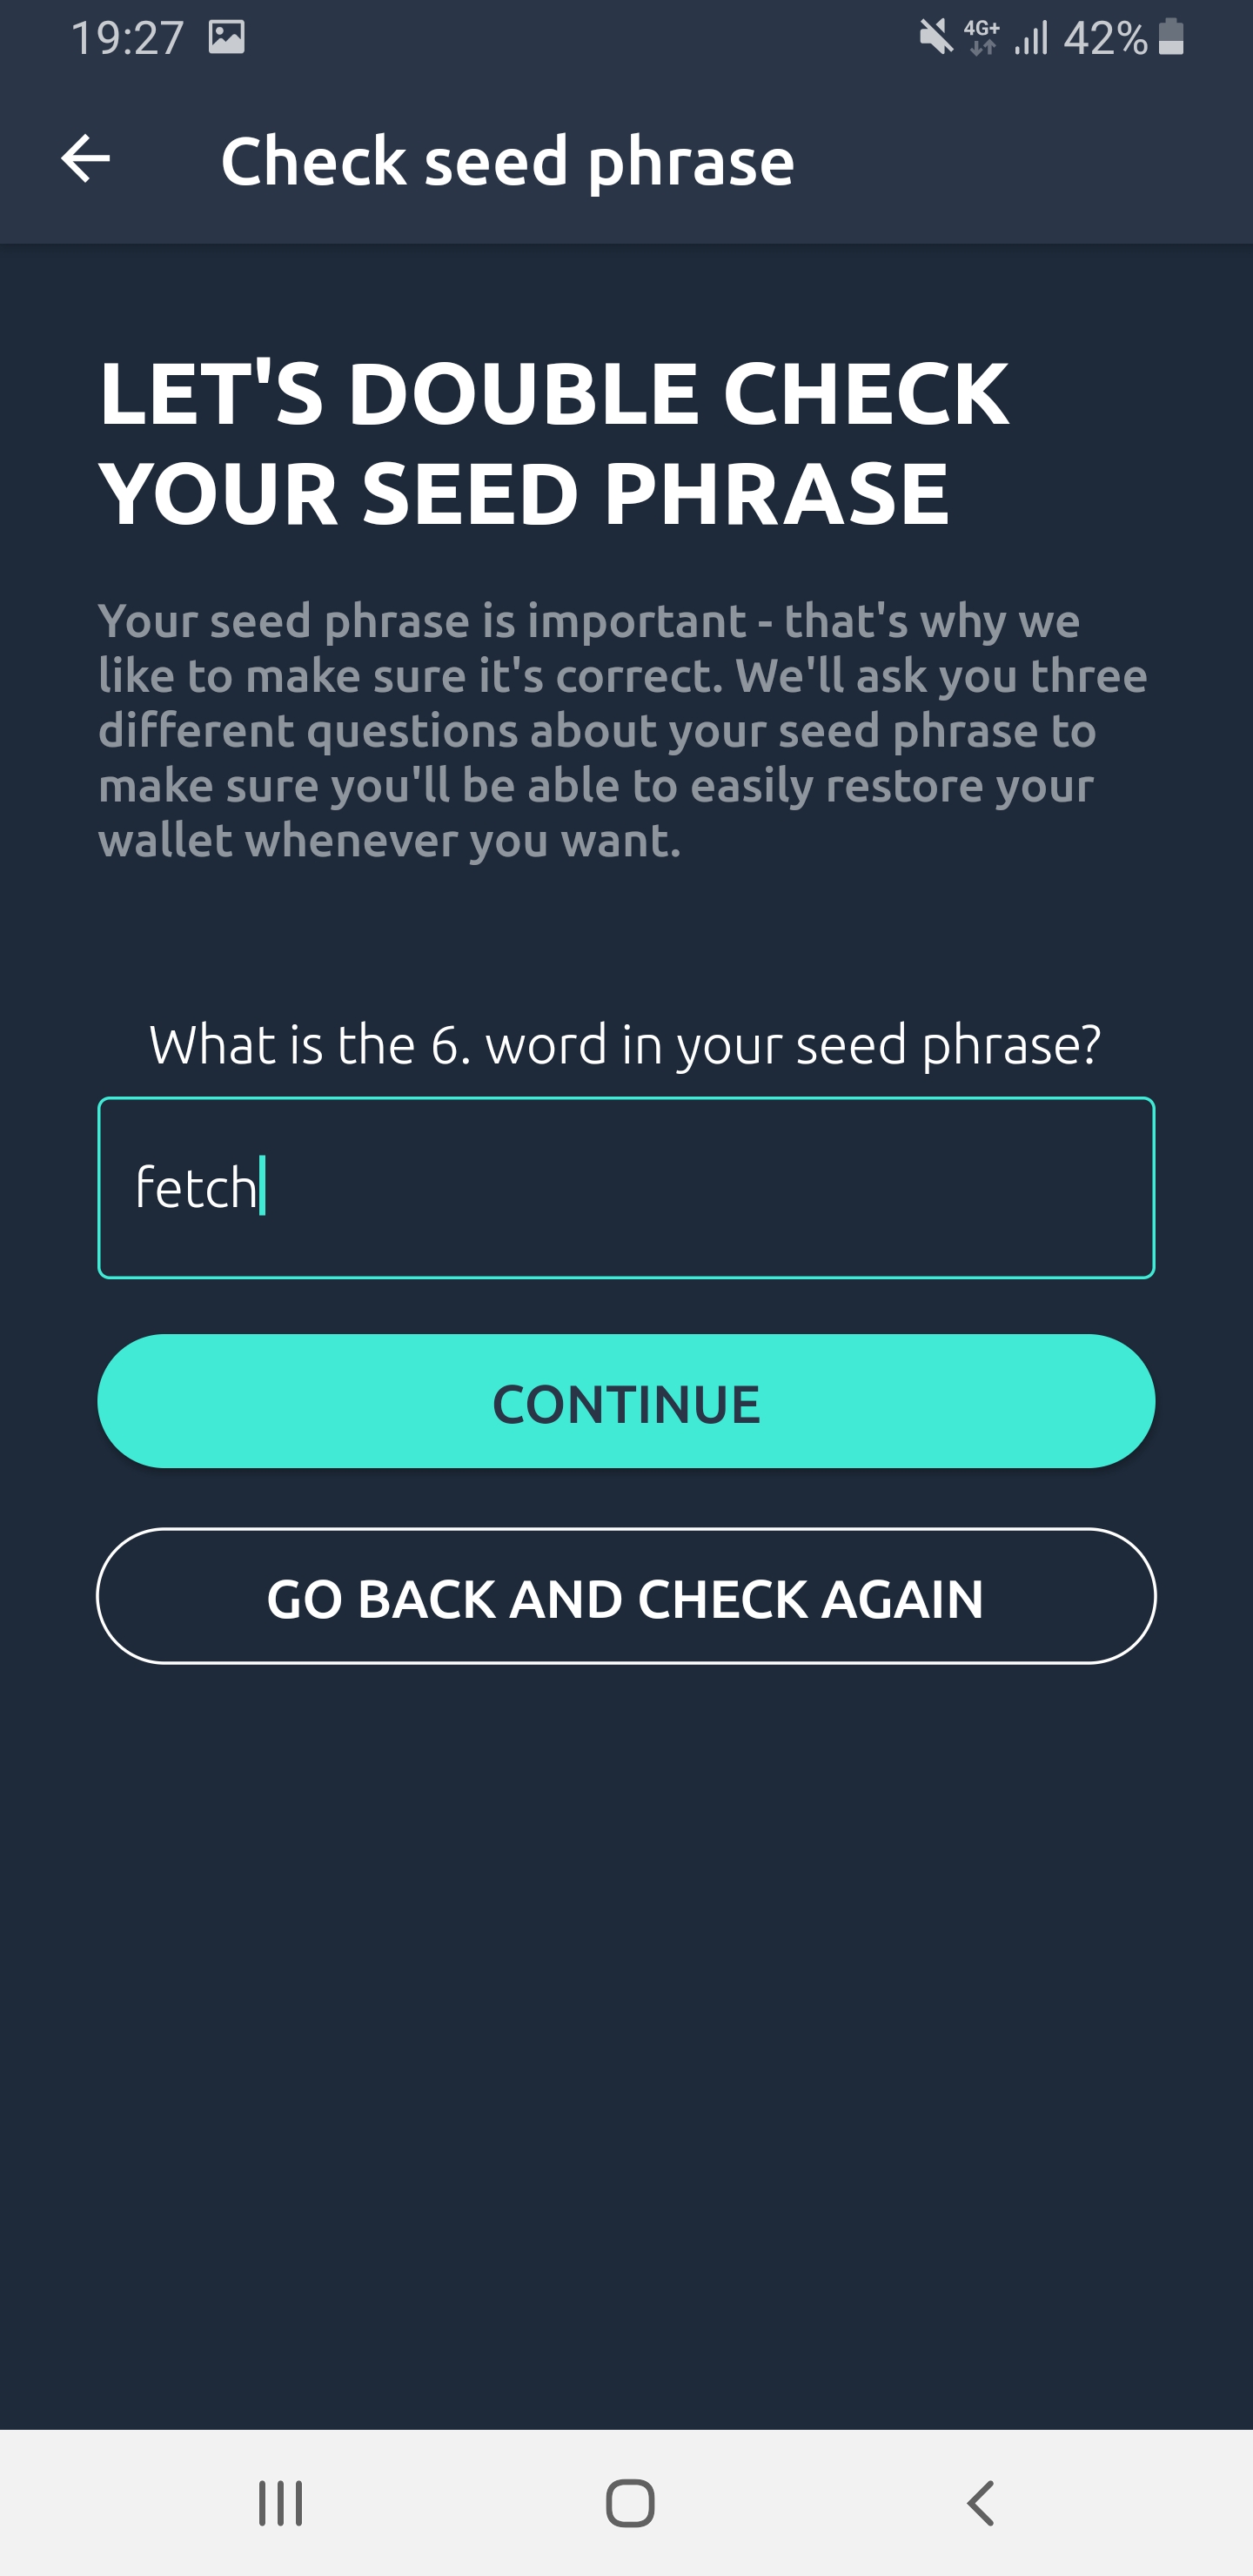 19:27 4G+ 42%
Check seed phrase
LET'S DOUBLE CHECK
YOUR SEED PHRASE
Your seed phrase is important - that's why we
like to make sure it's correct. We'll ask you three
different questions about your seed phrase to
make sure you'll be able to easily restore your
wallet whenever you want.
What is the 6. word in your seed phrase?
fetch
CONTINUE
GO BACK AND CHECK AGAIN